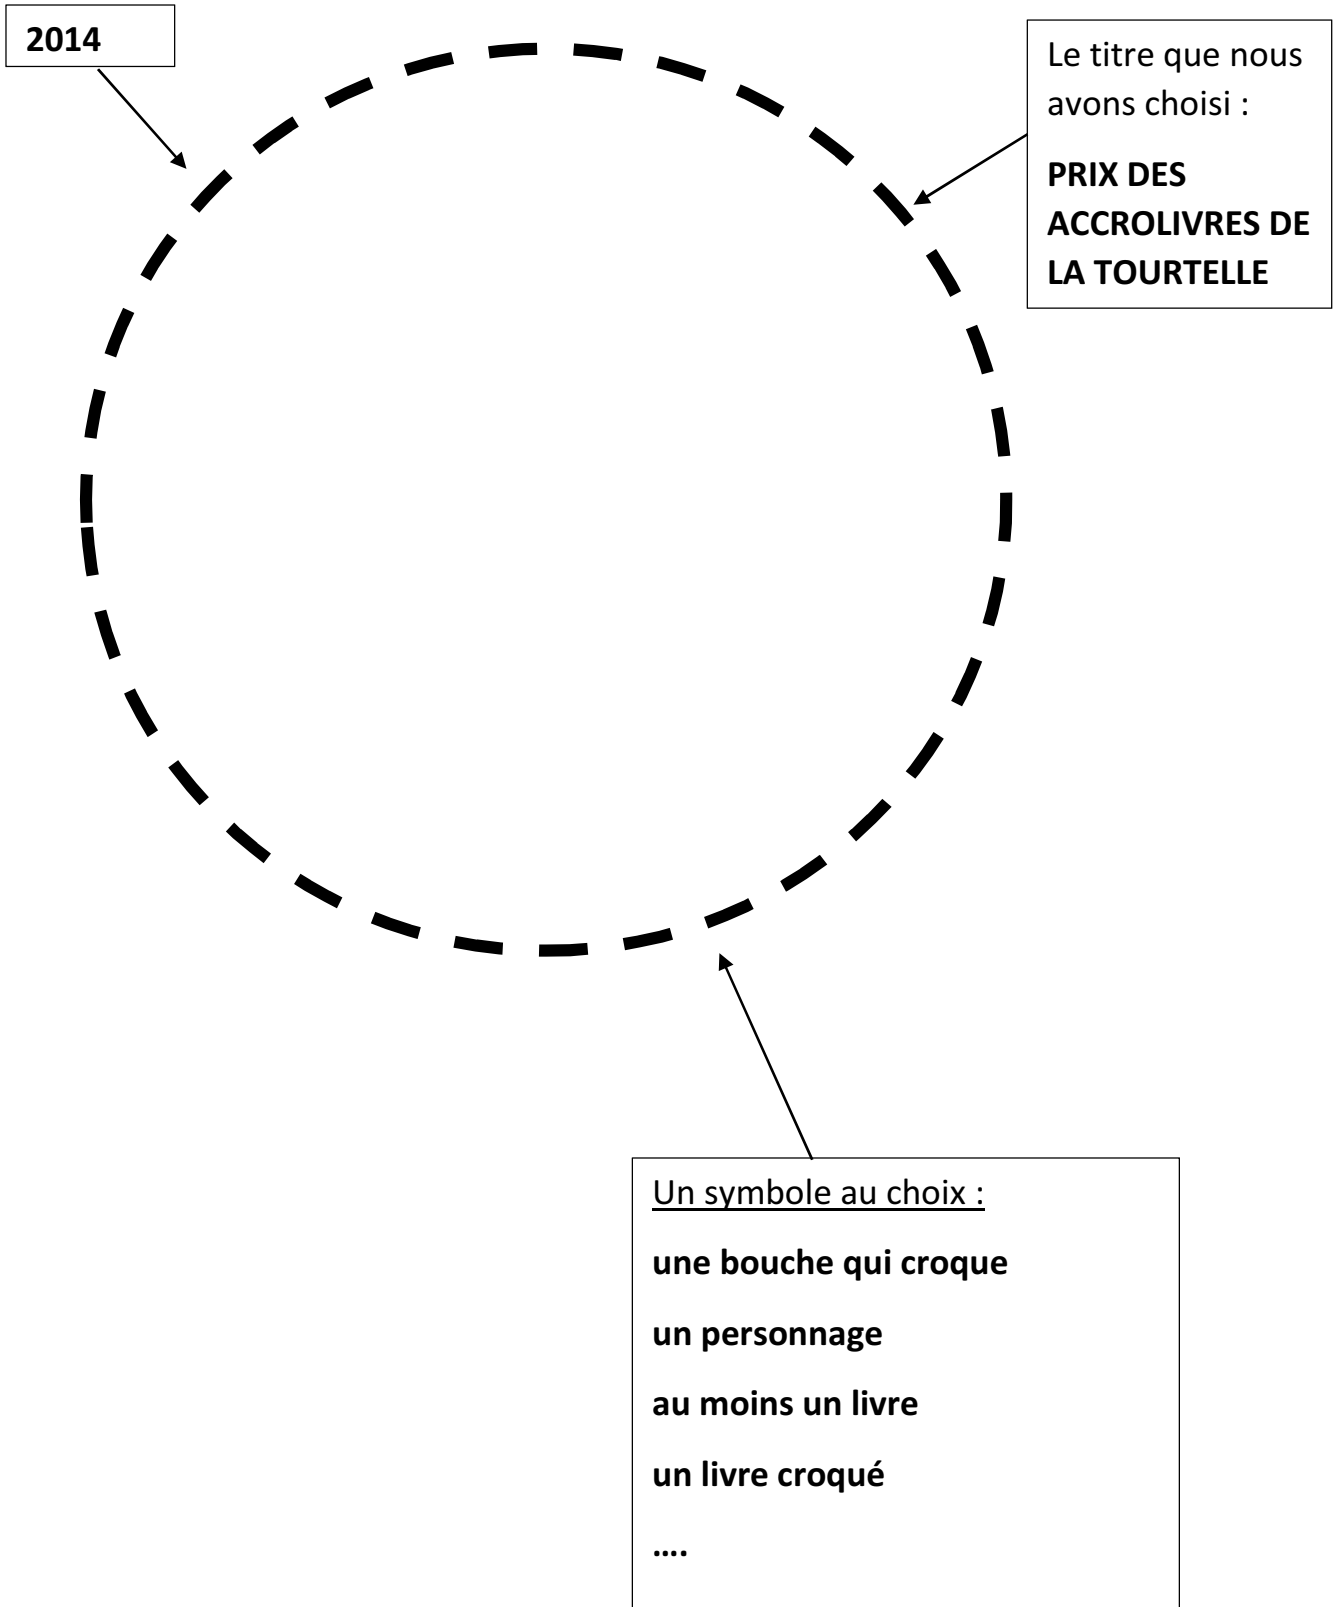 2014
Le titre que nous
avons choisi :
PRIX DES
ACCROLIVRES DE
LA TOURTELLE
Un symbole au choix :
une bouche qui croque
un personnage
au moins un livre
un livre croqué
….